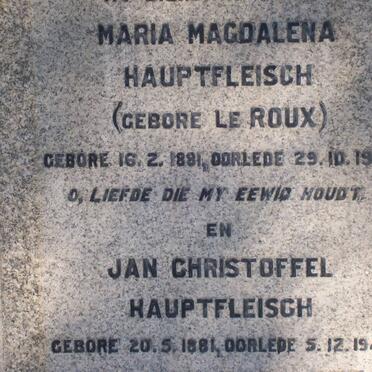 MARIA MAGDALENA
HAUPTFLEISCH
(GEBORE LE ROUX)
GEBORE 16.2.1891, OORLEDE 29.10.19
O, LIEFDE DIE MY EEWIG HOUDT,
EN
JAN CHRISTOFFEL
HAUPTFLEISCH
GEBORE 20.5.1881, OORLEDE 5.12.19